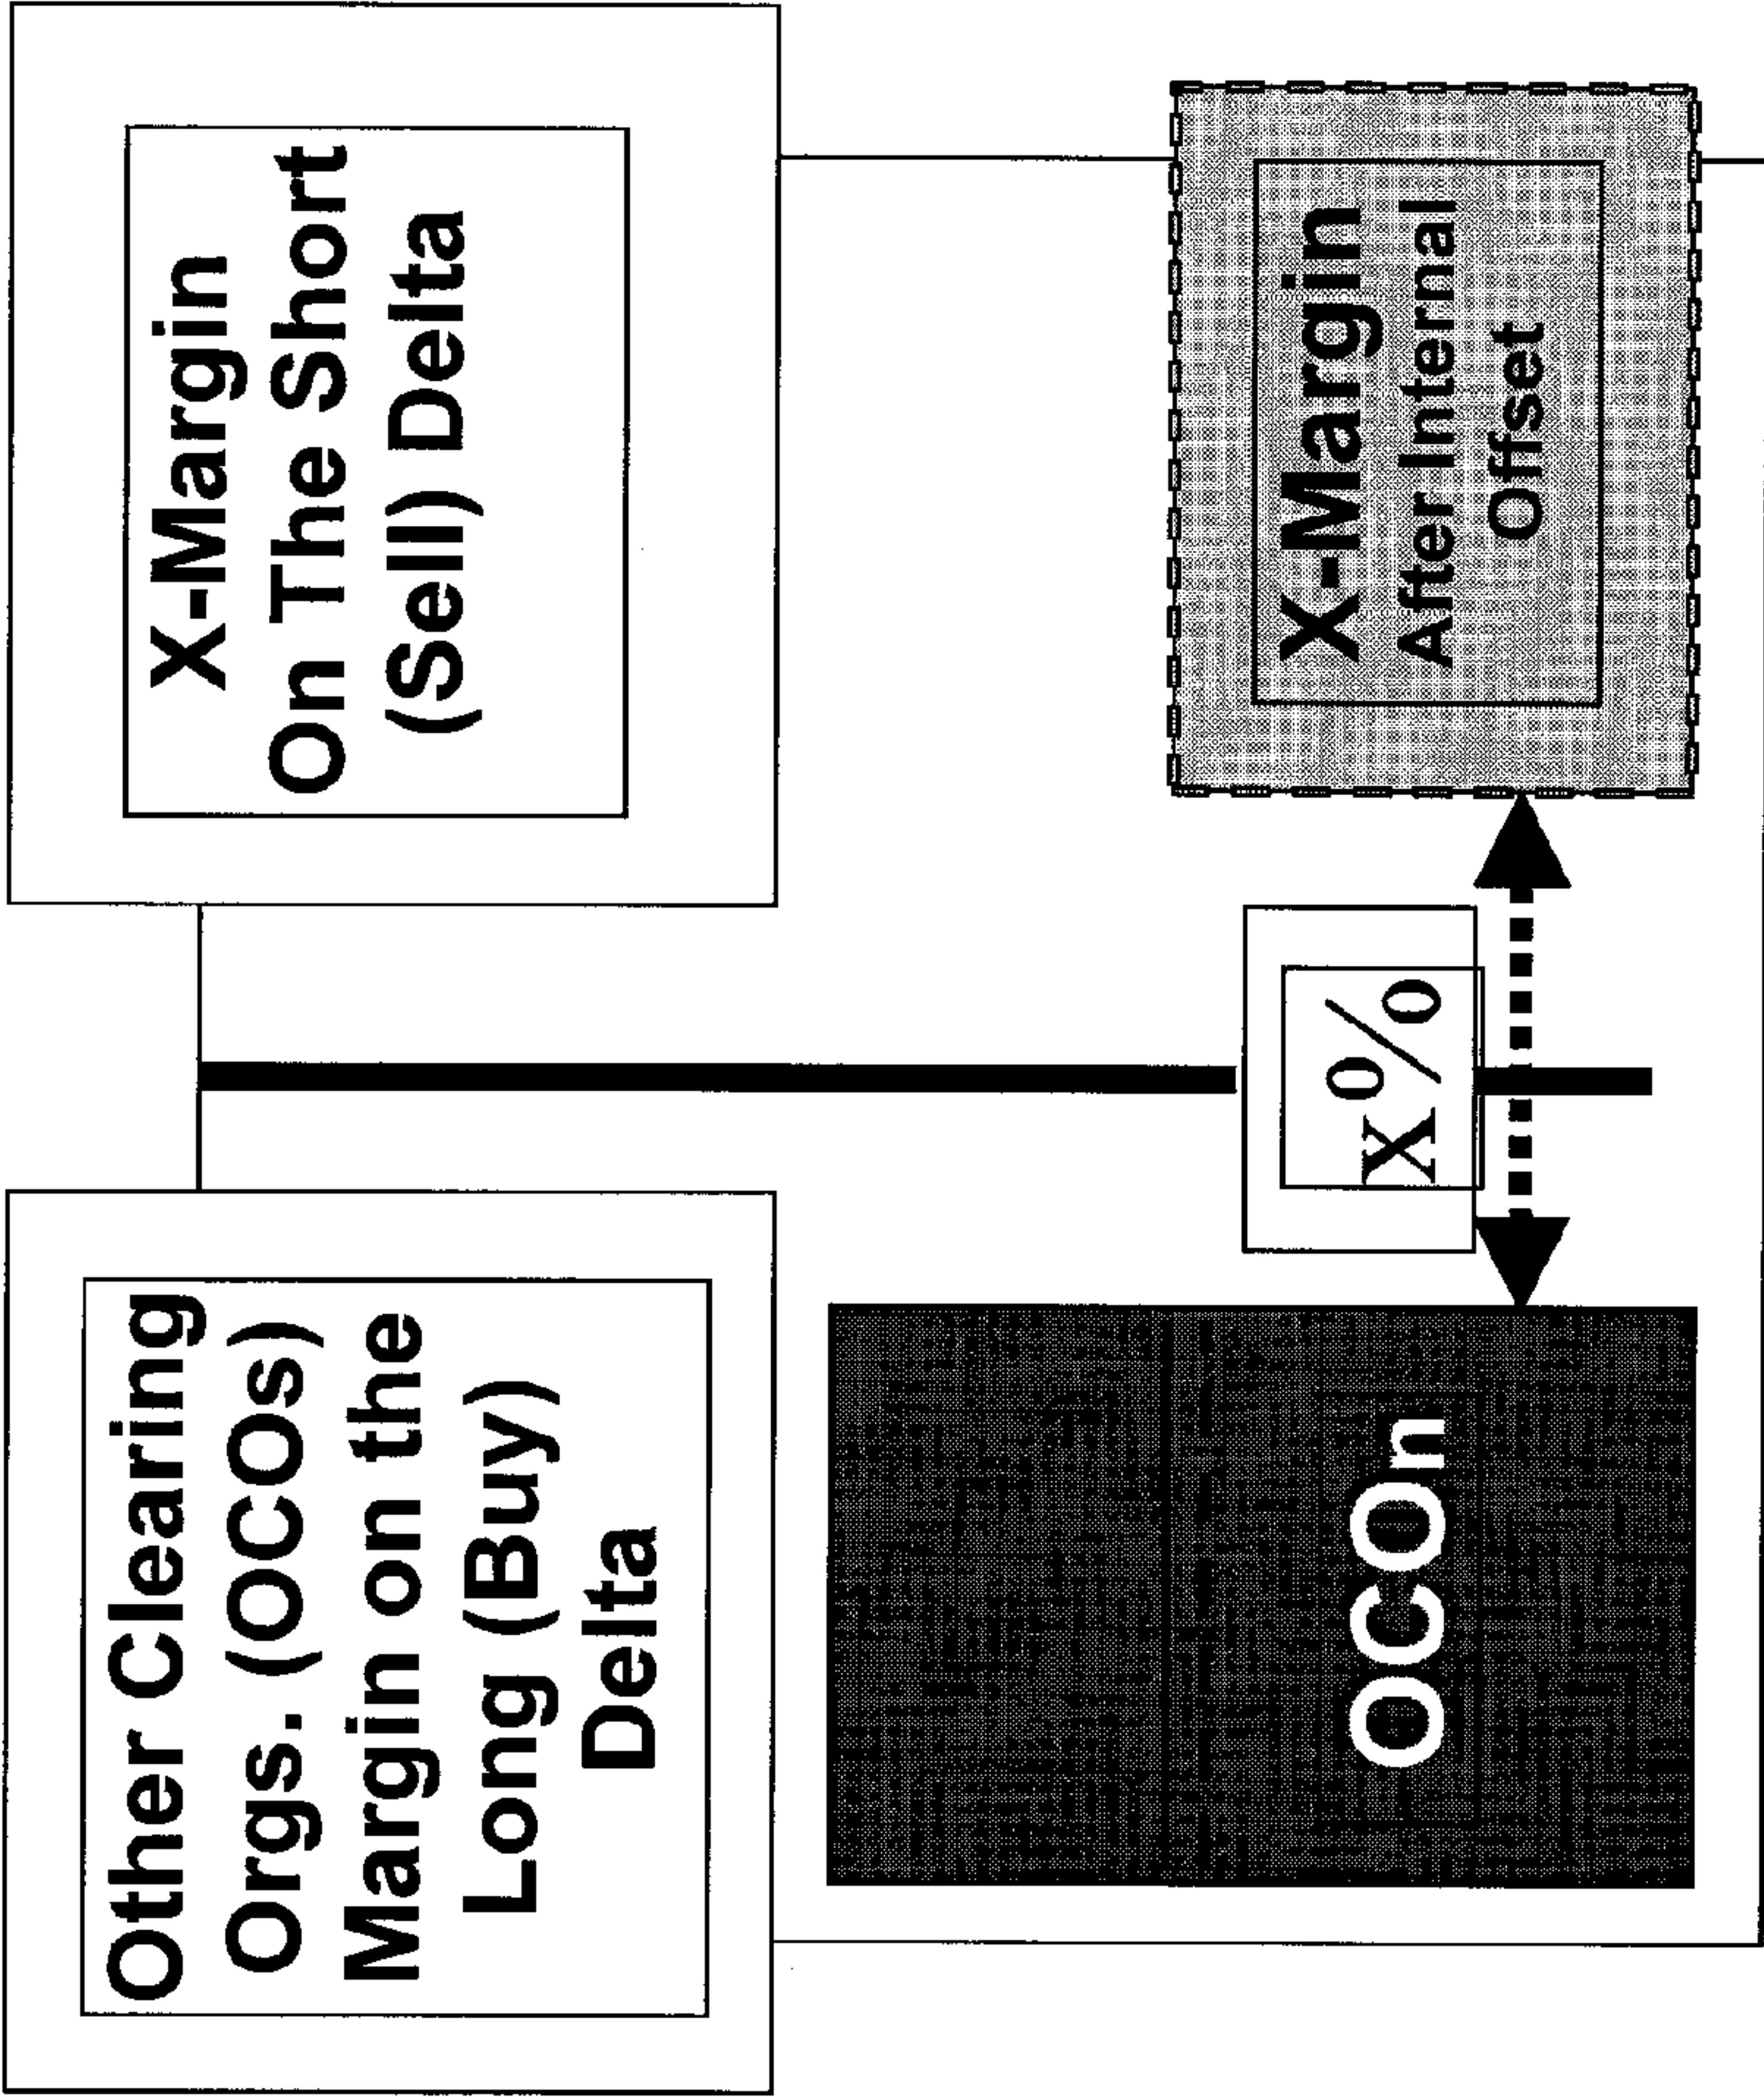 Other Clearing
Orgs. (OCOs)
Margin on the
Long (Buy)
Delta
X-Margin
On The Short
(Sell) Delta
x%
OCOn
X-Margin
After Internal
Offset